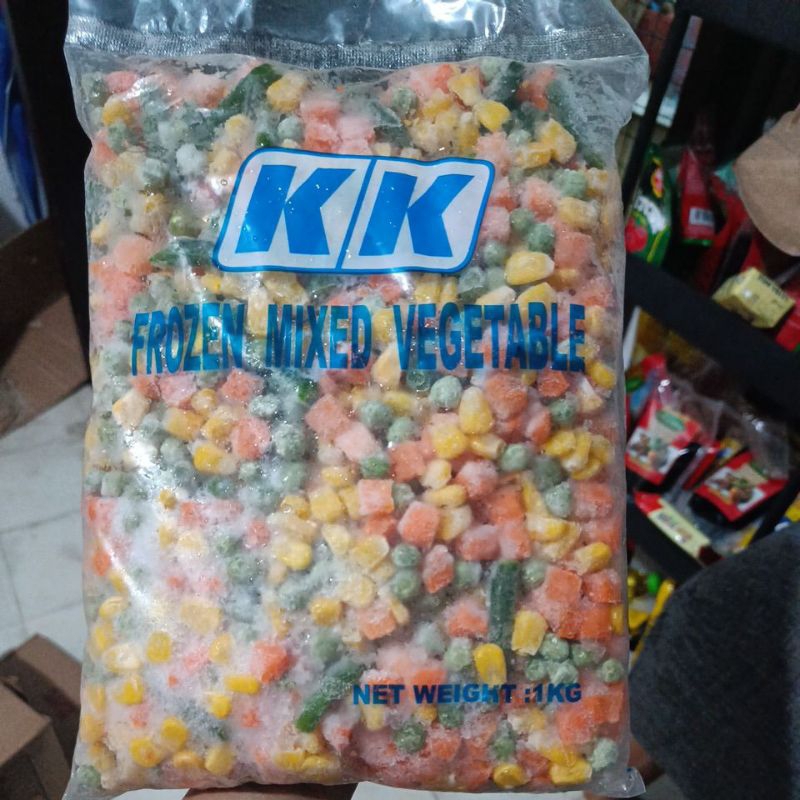 KK
FROZEN MIXED VEGETABLE
NET WEIGHT :1KG